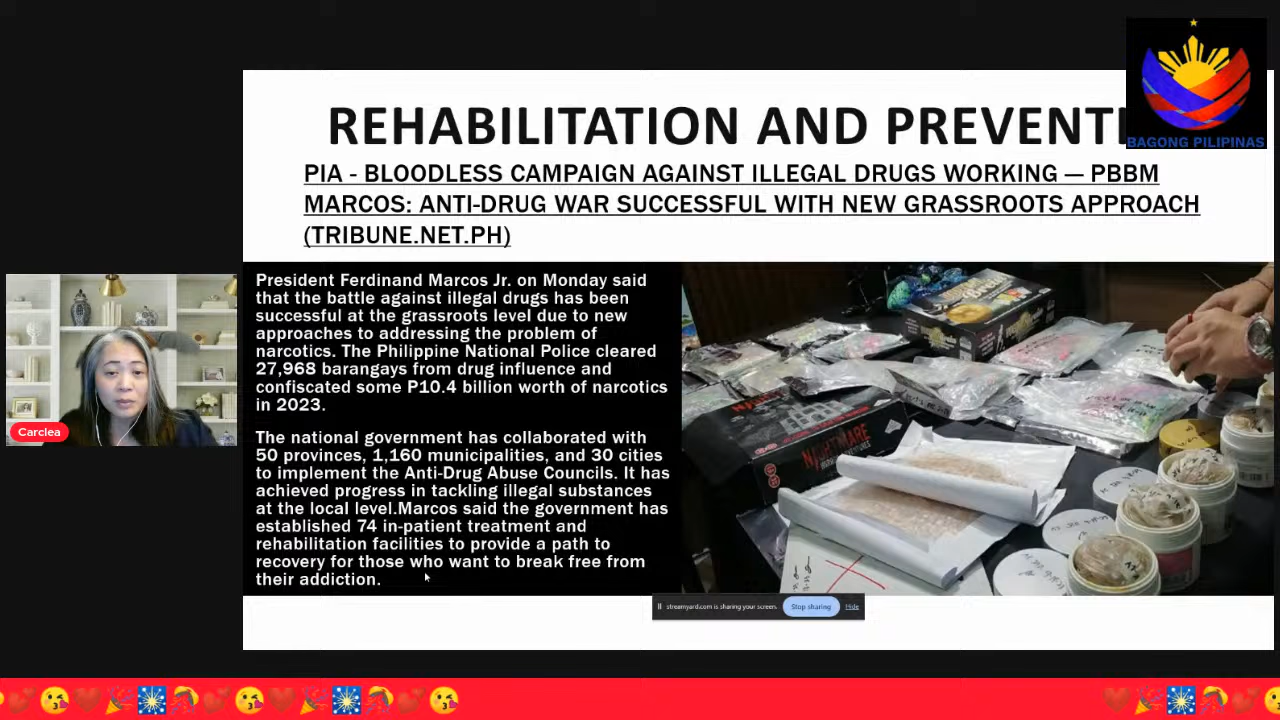 REHABILITATION AND PREVENTI
BAGONG PILIPINAS
PIA - BLOODLESS CAMPAIGN AGAINST ILLEGAL DRUGS WORKING — PBBM
MARCOS: ANTI-DRUG WAR SUCCESSFUL WITH NEW GRASSROOTS APPROACH
(TRIBUNE.NET.PH)
President Ferdinand Marcos Jr. on Monday said
that the battle against illegal drugs has been
successful at the grassroots level due to new
approaches to addressing the problem of
narcotics. The Philippine National Police cleared
27,968 barangays from drug influence and
confiscated some P10.4 billion worth of narcotics
in 2023.
The national government has collaborated with
50 provinces, 1,160 municipalities, and 30 cities
to implement the Anti-Drug Abuse Councils. It has
achieved progress in tackling illegal substances
at the local level.Marcos said the government has
established 74 in-patient treatment and
rehabilitation facilities to provide a path to
recovery for those who want to break free from
their addiction.
Carclea
NIGHTMARE
streamyard.com is sharing your screen.
Stop sharing
Hide